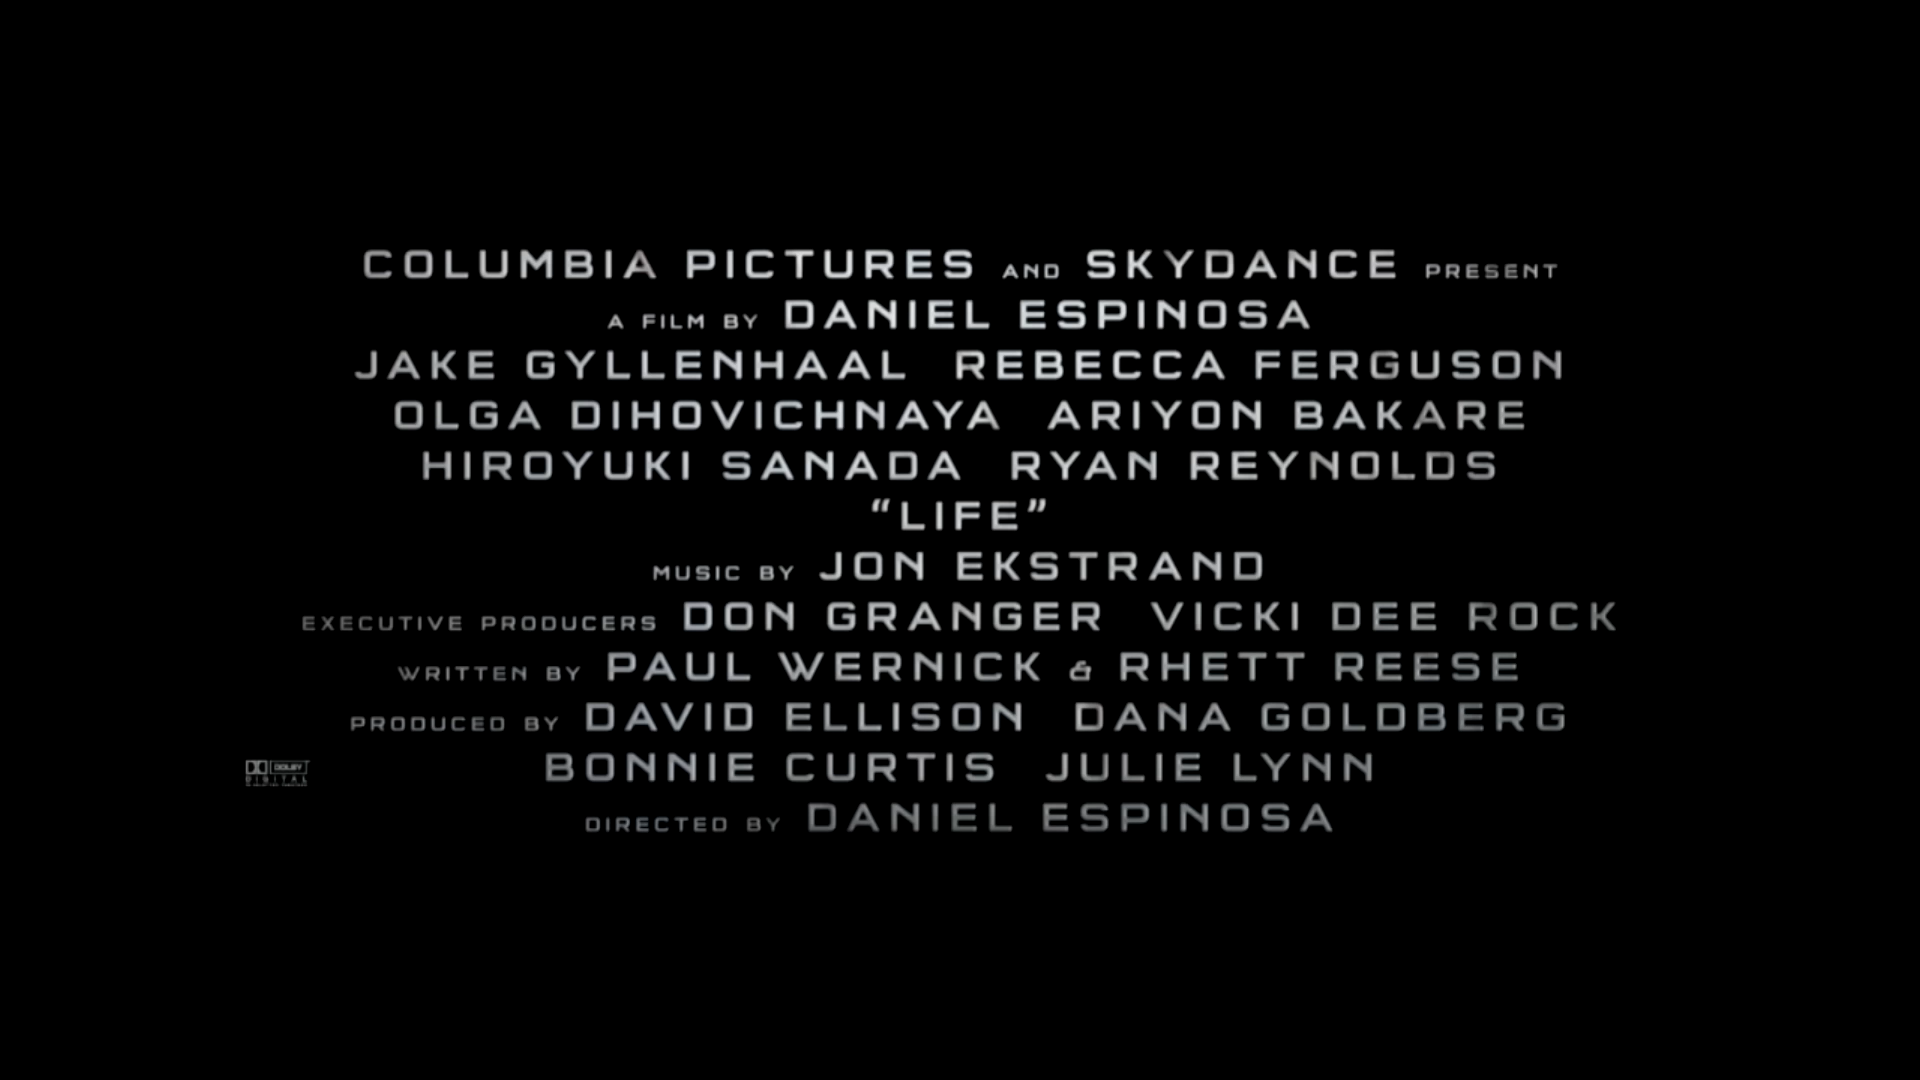 COLUMBIA PICTURES AND SKYDANCE PRESENT
A FILM BY DANIEL ESPINOSA
JAKE GYLLENHAAL REBECCA FERGUSON
OLGA DIHOVICHNAYA ARIYON BAKARE
HIROYUKI SANADA RYAN REYNOLDS
“LIFE”
MUSIC BY JON EKSTRAND
EXECUTIVE PRODUCERS DON GRANGER VICKI DEE ROCK
WRITTEN BY PAUL WERNICK & RHETT REESE
PRODUCED BY DAVID ELLISON DANA GOLDBERG
BONNIE CURTIS JULIE LYNN
DOLBY
DIGITAL
DIRECTED BY DANIEL ESPINOSA